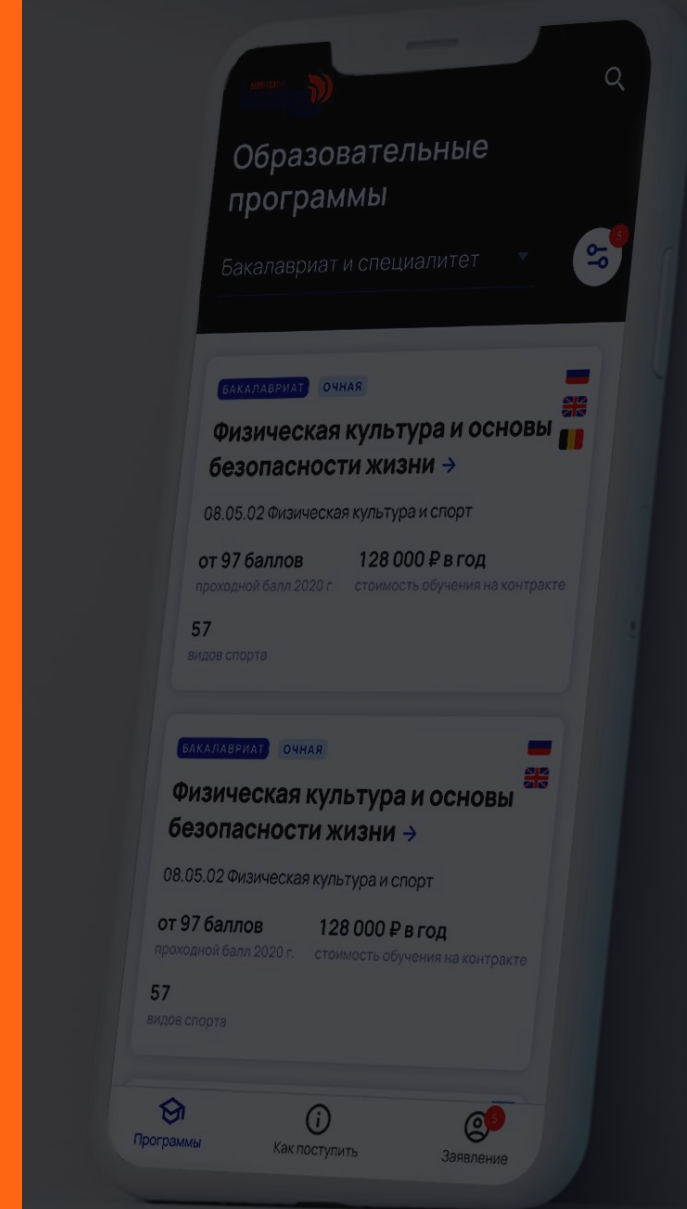 Образовательные
программы
Бакалавриат и специалитет
5
БАКАЛАВРИАТ ОЧНАЯ
Физическая культура и основы
безопасности жизни →
08.05.02 Физическая культура и спорт
от 97 баллов 128 000 ₽ в год
проходной балл 2020 г. стоимость обучения на контракте
57
видов спорта
БАКАЛАВРИАТ ОЧНАЯ
Физическая культура и основы
безопасности жизни →
08.05.02 Физическая культура и спорт
от 97 баллов 128 000 ₽ в год
проходной балл 2020 г. стоимость обучения на контракте
57
видов спорта
5
Программы Как поступить Заявление